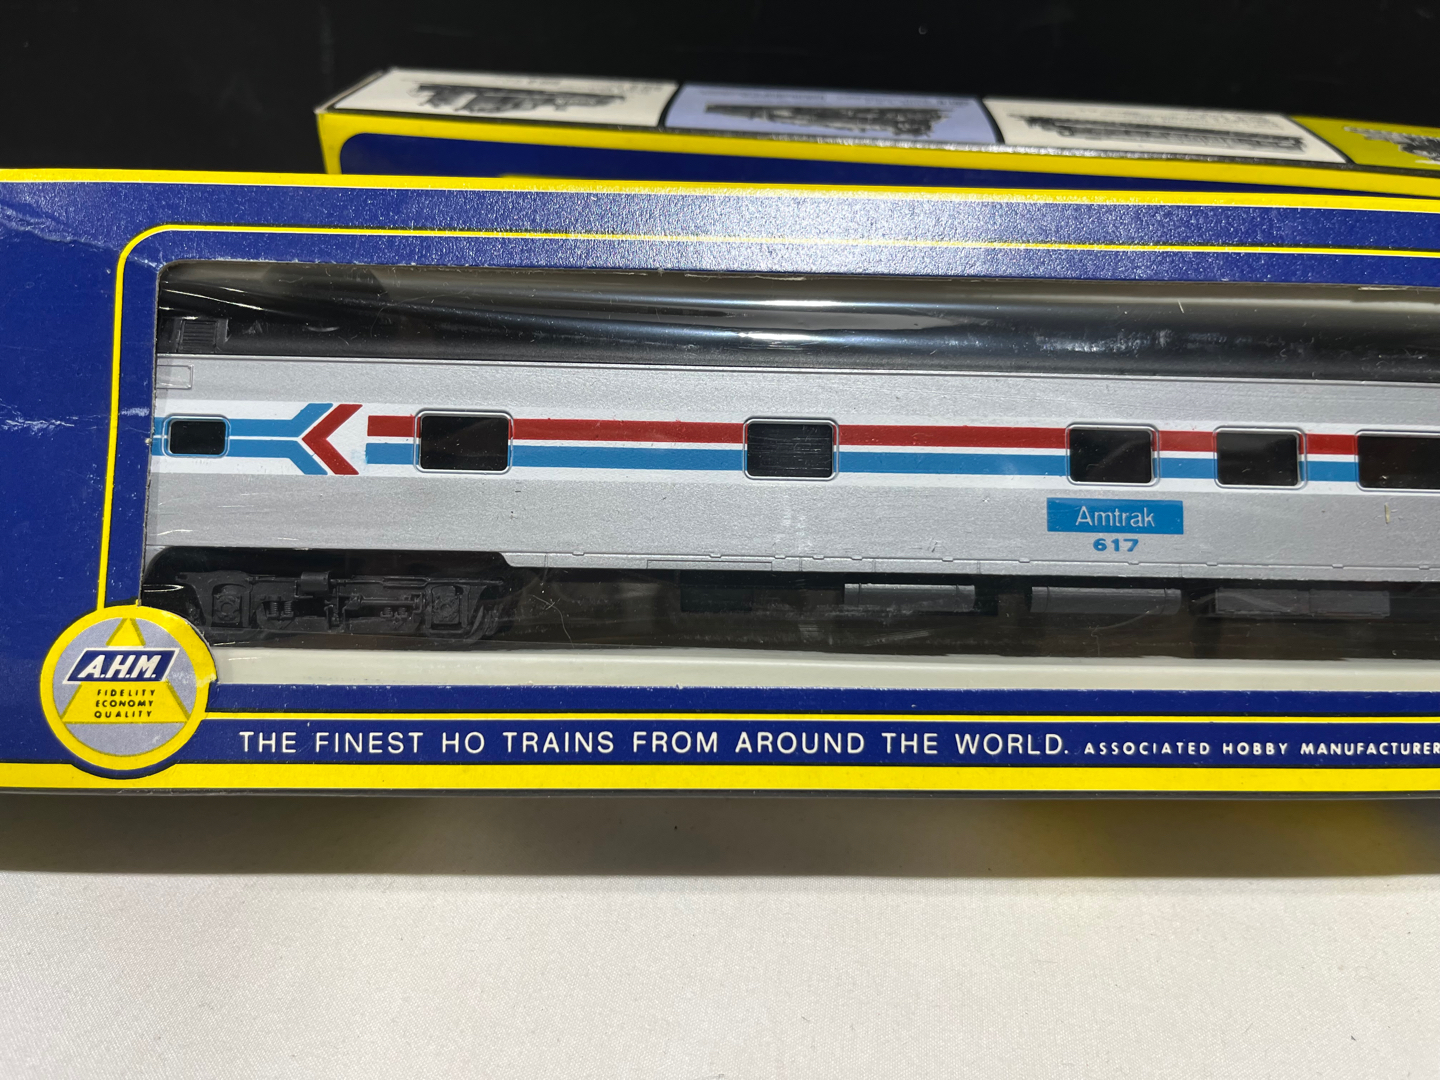 Amtrak
617
A.H.M.
FIDELITY
ECONOMY
QUALITY
THE FINEST HO TRAINS FROM AROUND THE WORLD. ASSOCIATED HOBBY MANUFACTURER